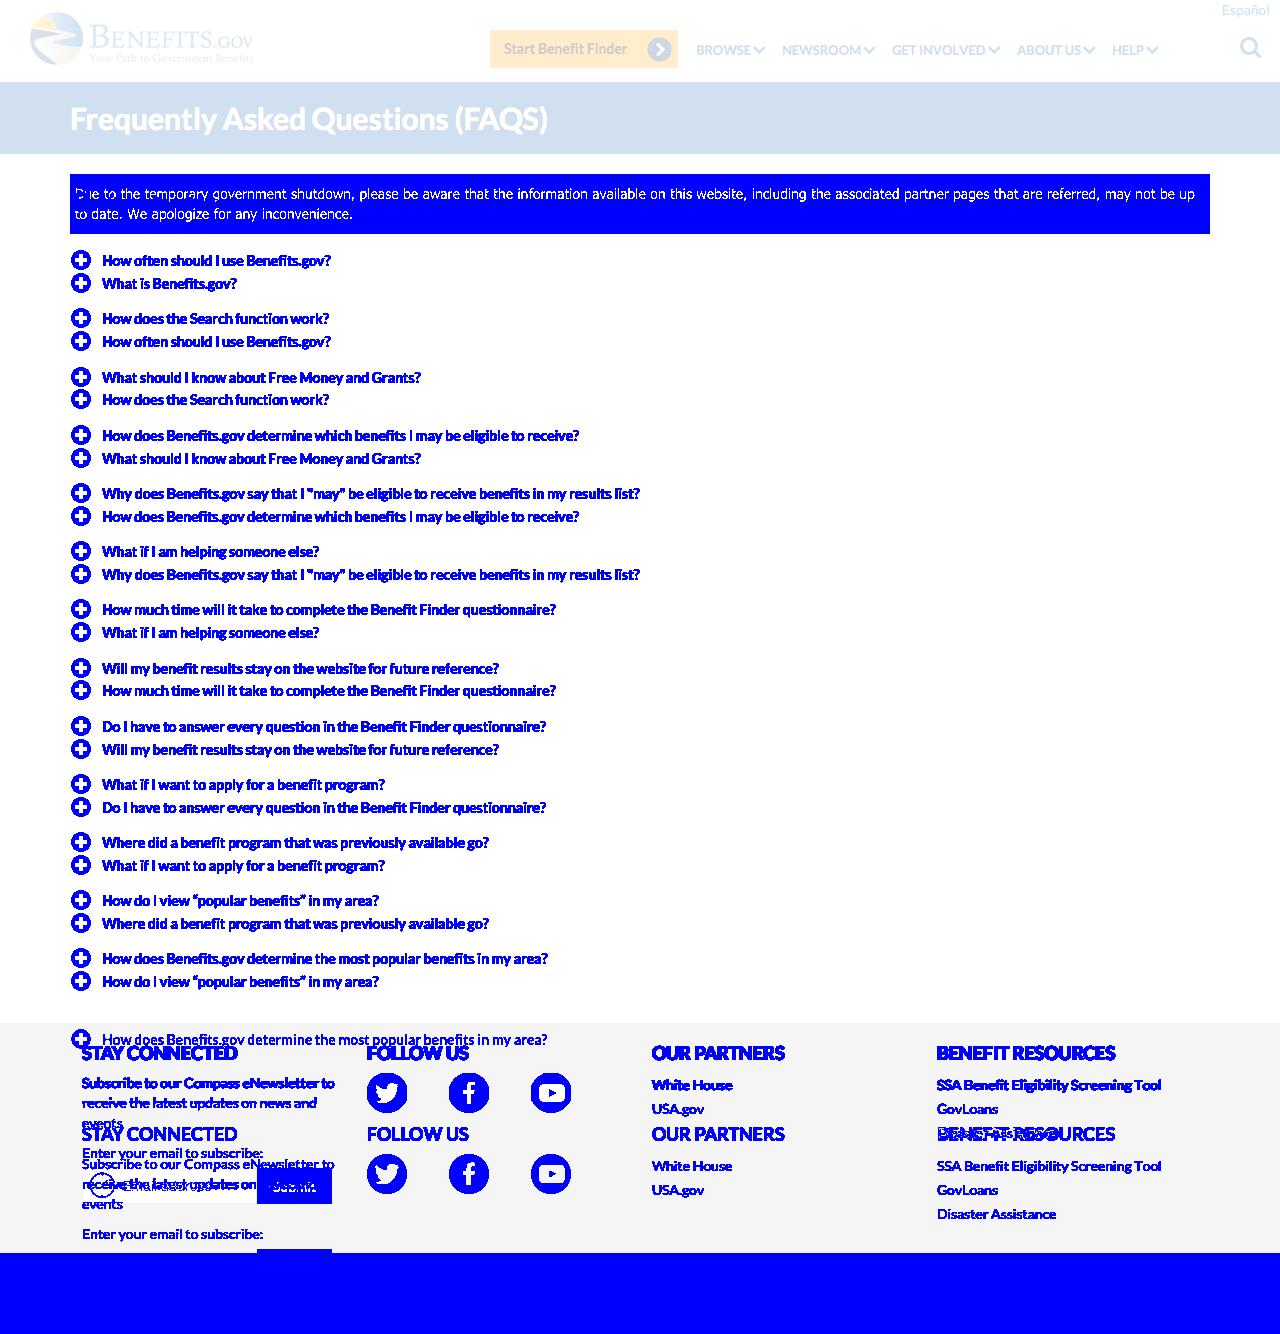 Español
BENEFITS.GOV
Your Path to Government Benefits
Start Benefit Finder
BROWSE NEWSROOM GET INVOLVED ABOUT US HELP
Frequently Asked Questions (FAQS)
Due to the temporary government shutdown, please be aware that the information available on this website, including the associated partner pages that are referred, may not be up
to date. We apologize for any inconvenience.
How often should I use Benefits.gov?
What is Benefits.gov?
How does the Search function work?
How often should I use Benefits.gov?
What should I know about Free Money and Grants?
How does the Search function work?
How does Benefits.gov determine which benefits I may be eligible to receive?
What should I know about Free Money and Grants?
Why does Benefits.gov say that I "may" be eligible to receive benefits in my results list?
How does Benefits.gov determine which benefits I may be eligible to receive?
What if I am helping someone else?
Why does Benefits.gov say that I "may" be eligible to receive benefits in my results list?
How much time will it take to complete the Benefit Finder questionnaire?
What if I am helping someone else?
Will my benefit results stay on the website for future reference?
How much time will it take to complete the Benefit Finder questionnaire?
Do I have to answer every question in the Benefit Finder questionnaire?
Will my benefit results stay on the website for future reference?
What if I want to apply for a benefit program?
Do I have to answer every question in the Benefit Finder questionnaire?
Where did a benefit program that was previously available go?
What if I want to apply for a benefit program?
How do I view “popular benefits” in my area?
Where did a benefit program that was previously available go?
How does Benefits.gov determine the most popular benefits in my area?
How do I view “popular benefits” in my area?
How does Benefits.gov determine the most popular benefits in my area?
STAY CONNECTED
Subscribe to our Compass eNewsletter to
receive the latest updates on news and
events
STAY CONNECTED
Enter your email to subscribe:
Subscribe to our Compass eNewsletter to
receive the latest updates on
Submit
events
Enter your email to subscribe:
FOLLOW US
FOLLOW US
OUR PARTNERS
White House
USA.gov
OUR PARTNERS
White House
USA.gov
BENEFIT RESOURCES
SSA Benefit Eligibility Screening Tool
GovLoans
BENEFIT RESOURCES
SSA Benefit Eligibility Screening Tool
GovLoans
Disaster Assistance